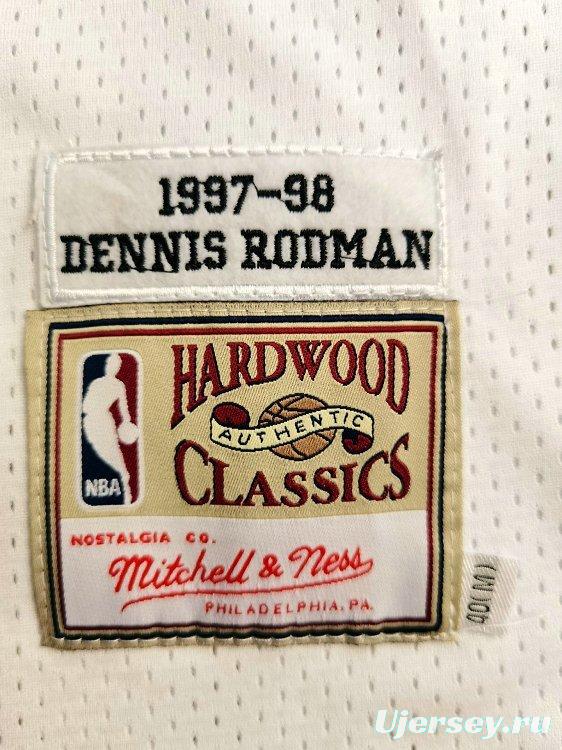 1997-98
DENNIS RODMAN
HARDWOOD
AUTHENTIC
CLASSICS
NBA
NOSTALGIA CO.
Mitchell & Ness
PHILADELPHIA, PA.
40(M)
Ujersey.ru